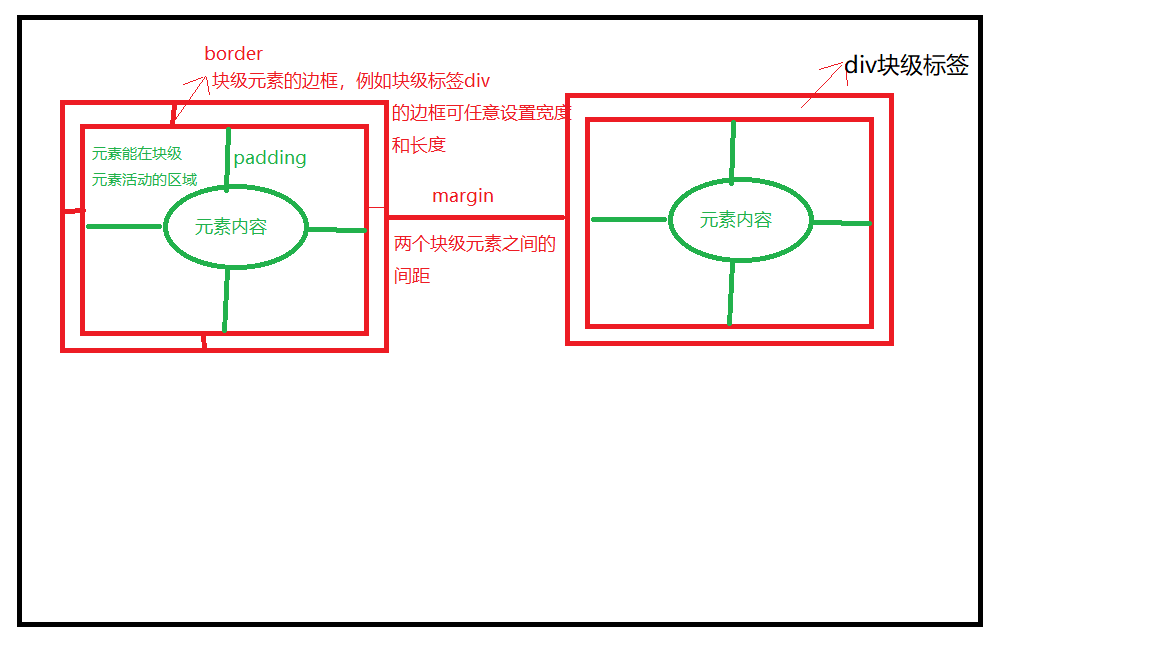 border
块级元素的边框，例如块级标签div
的边框可任意设置宽度
和长度
div块级标签
元素能在块级
元素活动的区域
padding
元素内容
margin
两个块级元素之间的
间距
元素内容